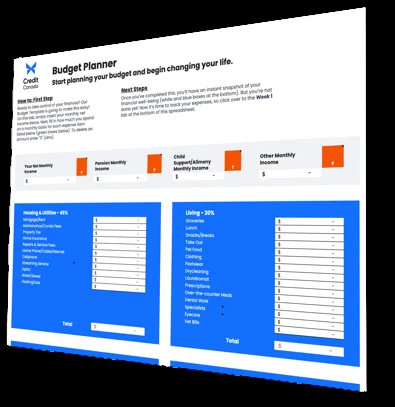 Credit
Canada
Budget Planner
Start planning your budget and begin changing your life.
How to: First Step
Ready to take control of your finances? Our
Budget Template is going to make this easy!
On this tab, simply insert your monthly net
income below. Next, fill in how much you spend
on a monthly basis for each expense item
listed below (green boxes below). To delete an
amount enter "0" (zero).
Next Steps
Once you've completed this, you'll have an instant snapshot of your
financial well-being (white and blue boxes at the bottom). But you're not
done yet! Now it's time to track your expenses, so click over to the Week 1
tab at the bottom of this spreadsheet.
Your Net Monthly
Income
?
$ -
Pension Monthly
Income
?
$ -
Child
Support/Alimony
Monthly Income
?
$ -
Other Monthly
Income
?
$ -
Housing & Utilities - 45%
Mortgage/Rent $ -
Maintenance/Condo Fees $ -
Property Tax $ -
Home Insurance $ -
Repairs & Service Fees $ -
Home Phone/Cable/Internet $ -
Cellphone $ -
Streaming Service $ -
Hydro $ -
Water/Sewer $ -
Heating/Gas $ -
Total $ -
Living - 20%
Groceries $ -
Lunch $ -
Snacks/Breaks $ -
Take Out $ -
Pet Food $ -
Clothing $ -
Footwear $ -
Drycleaning $ -
Laundromat $ -
Prescriptions $ -
Over-the-counter Meds $ -
Dental Work $ -
Specialists $ -
Eyecare $ -
Vet Bills $ -
Total $ -